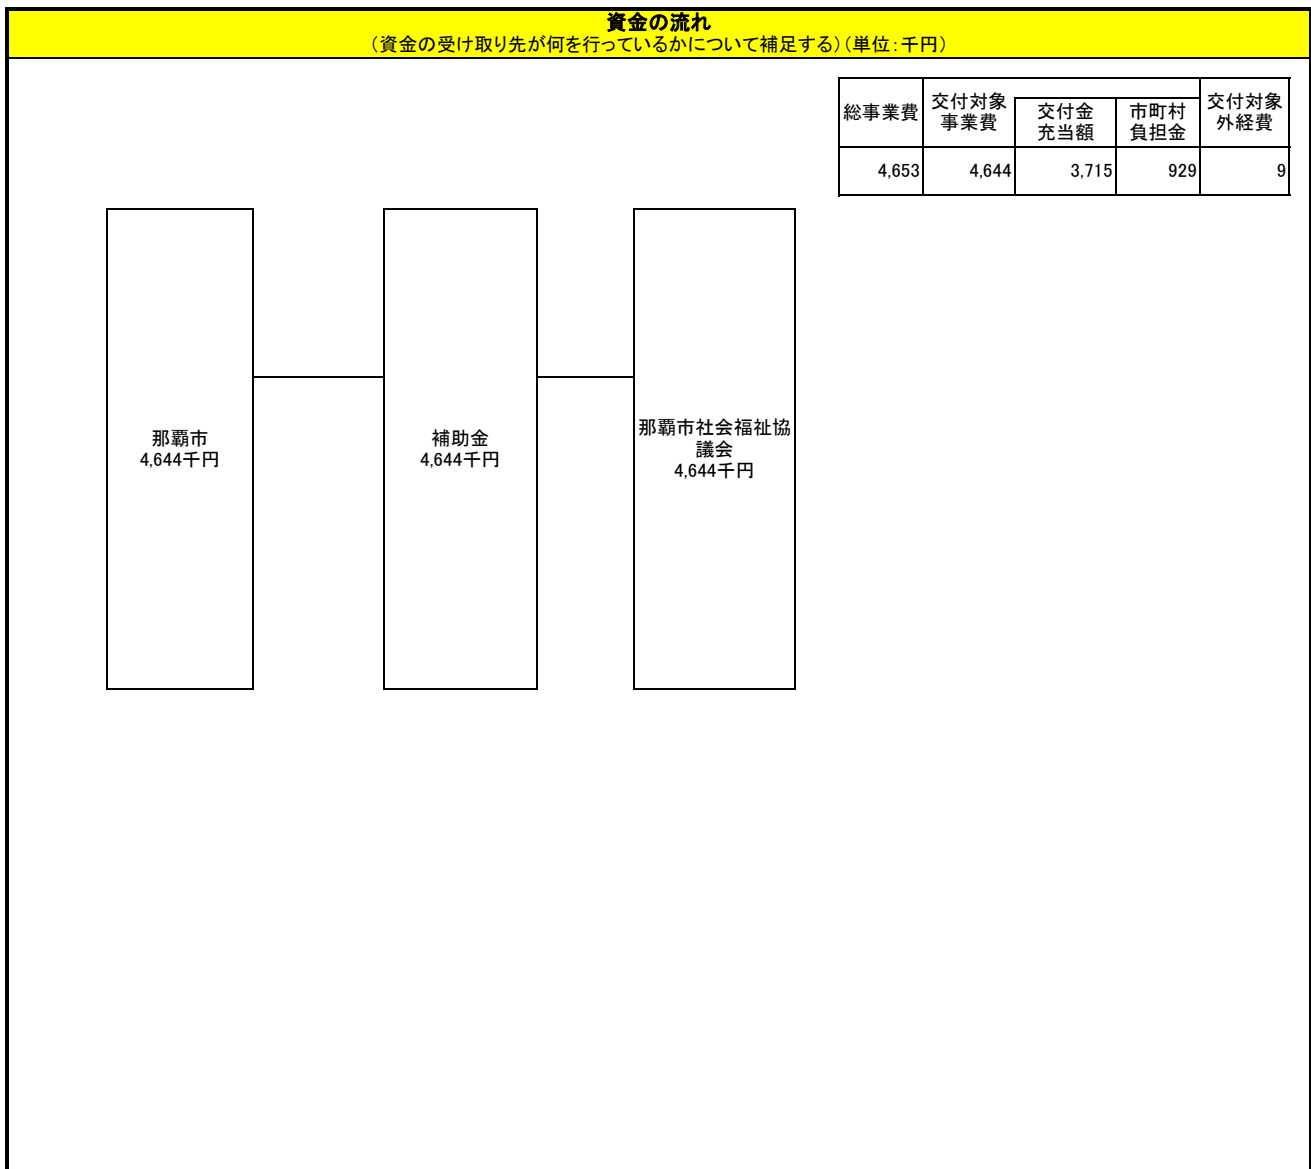 資金の流れ
（資金の受け取り先が何を行っているかについて補足する）（単位：千円）
総事業費
交付対象
事業費
交付金
充当額
市町村
負担金
交付対象
外経費
4,653
4,644
3,715
929
9
那覇市
4,644千円
補助金
4,644千円
那覇市社会福祉協
議会
4,644千円